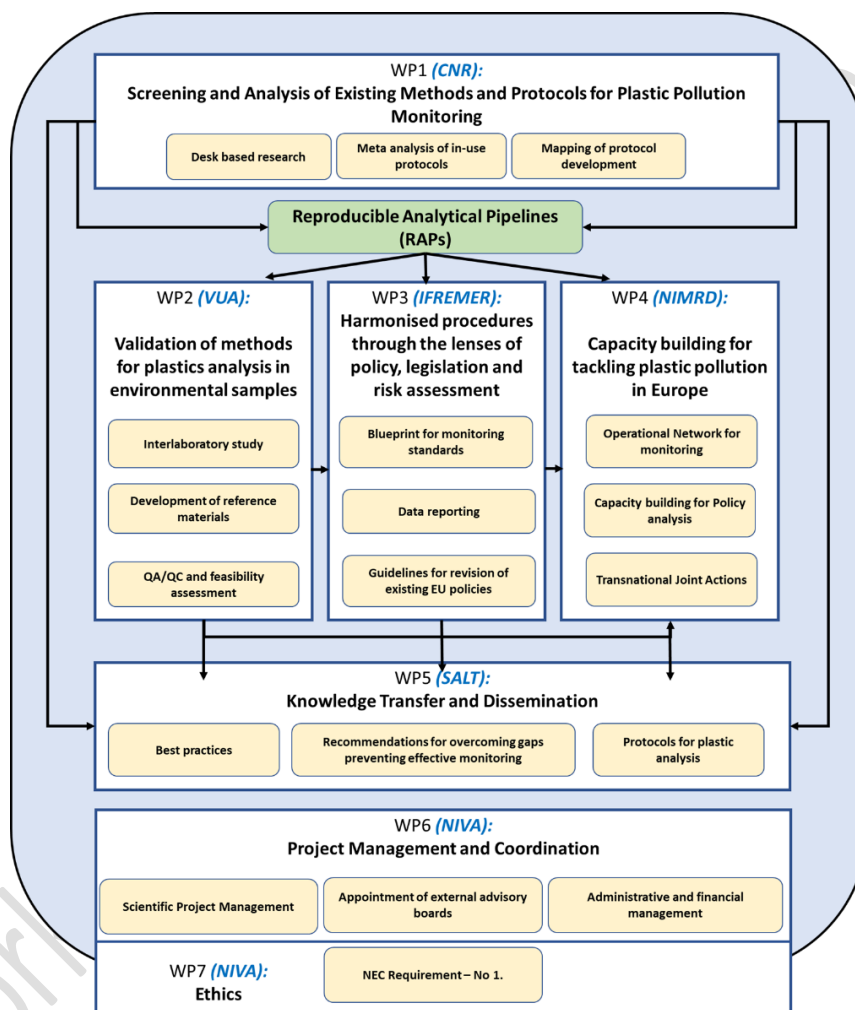 WP1 (CNR):
Screening and Analysis of Existing Methods and Protocols for Plastic Pollution
Monitoring
Desk based research
Meta analysis of in-use
protocols
Mapping of protocol
development
Reproducible Analytical Pipelines
(RAPs)
WP2 (VUA):
Validation of methods
for plastics analysis in
environmental samples
Interlaboratory study
Development of reference
materials
QA/QC and feasibility
assessment
WP3 (IFREMER):
Harmonised procedures
through the lenses of
policy, legislation and
risk assessment
Blueprint for monitoring
standards
Data reporting
Guidelines for revision of
existing EU policies
WP4 (NIMRD):
Capacity building for
tackling plastic pollution
in Europe
Operational Network for
monitoring
Capacity building for Policy
analysis
Transnational Joint Actions
WP5 (SALT):
Knowledge Transfer and Dissemination
Best practices
Recommendations for overcoming gaps
preventing effective monitoring
Protocols for plastic
analysis
WP6 (NIVA):
Project Management and Coordination
Scientific Project Management
Appointment of external advisory
boards
Administrative and financial
management
WP7 (NIVA):
Ethics
NEC Requirement – No 1.